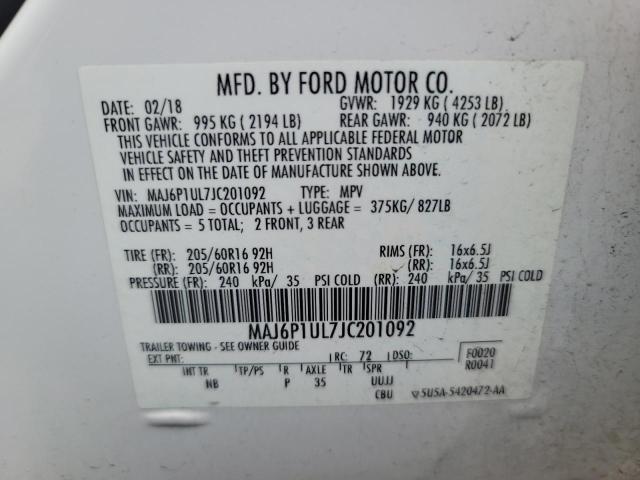 MFD. BY FORD MOTOR CO.
DATE: 02/18 GVWR: 1929 KG ( 4253 LB)
FRONT GAWR: 995 KG ( 2194 LB) REAR GAWR: 940 KG ( 2072 LB)
THIS VEHICLE CONFORMS TO ALL APPLICABLE FEDERAL MOTOR
VEHICLE SAFETY AND THEFT PREVENTION STANDARDS
IN EFFECT ON THE DATE OF MANUFACTURE SHOWN ABOVE.
VIN: MAJ6P1UL7JC201092 TYPE: MPV
MAXIMUM LOAD = OCCUPANTS + LUGGAGE = 375KG/ 827LB
OCCUPANTS = 5 TOTAL; 2 FRONT, 3 REAR
TIRE (FR): 205/60R16 92H RIMS (FR): 16x6.5J
(RR): 205/60R16 92H (RR): 16x6.5J
PRESSURE (FR): 240 kPa/ 35 PSI COLD (RR): 240 kPa/ 35 PSI COLD
MAJ6P1UL7JC201092
TRAILER TOWING - SEE OWNER GUIDE
EXT PNT: RC: 72 DSO: F0020
R0041
INT TR TP/PS R AXLE TR SPR
NB P 35 UUJJ
CBU 5U5A-5420472-AA